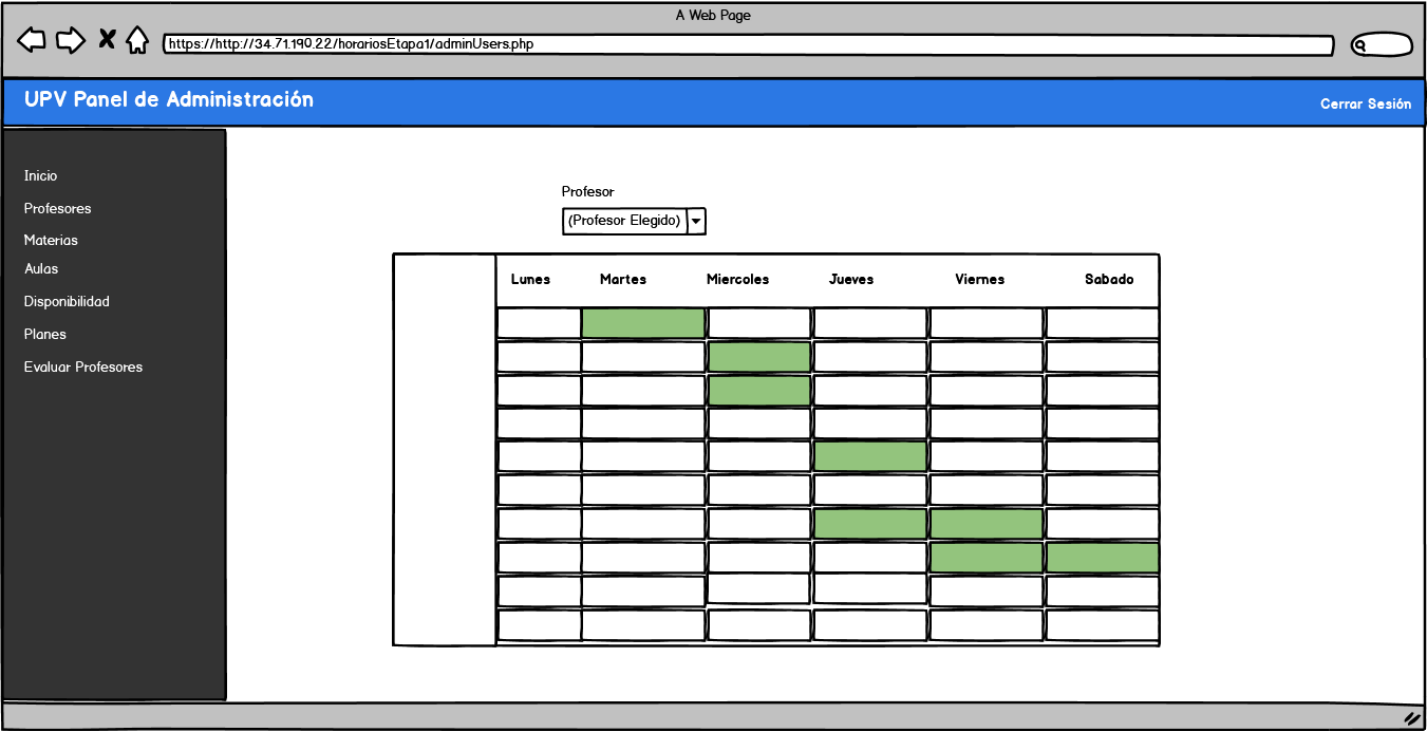 A Web Page
https://http://34.71.190.22/horariosEtapa1/adminUsers.php
UPV Panel de Administración
Cerrar Sesión
Inicio
Profesores
Materias
Aulas
Disponibilidad
Planes
Evaluar Profesores
Profesor
(Profesor Elegido)
Lunes Martes Miercoles Jueves Viernes Sabado